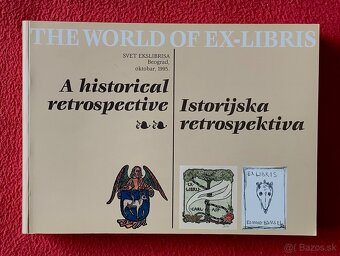 THE WORLD OF EX-LIBRIS
SVET EKSLIBRISA
Beograd,
oktobar, 1995.
A historical
retrospective
Istorijska
retrospektiva
EX
LIBRIS
EX LIBRIS
Bazos.sk